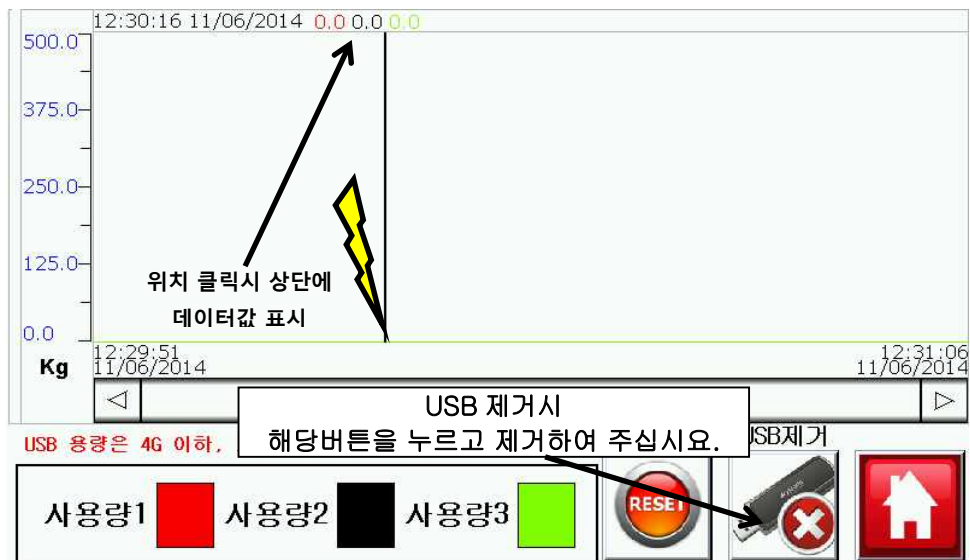 12:30:16 11/06/2014 0.0 0.0 0.0
500.0
375.0
250.0
125.0
위치 클릭시 상단에
데이터값 표시
0.0
Kg
12:29:51
11/06/2014
12:31:06
11/06/2014
USB 제거시
해당버튼을 누르고 제거하여 주십시요.
USB 용량은 4G 이하,
USB제거
사용량1
사용량2
사용량3
RESET